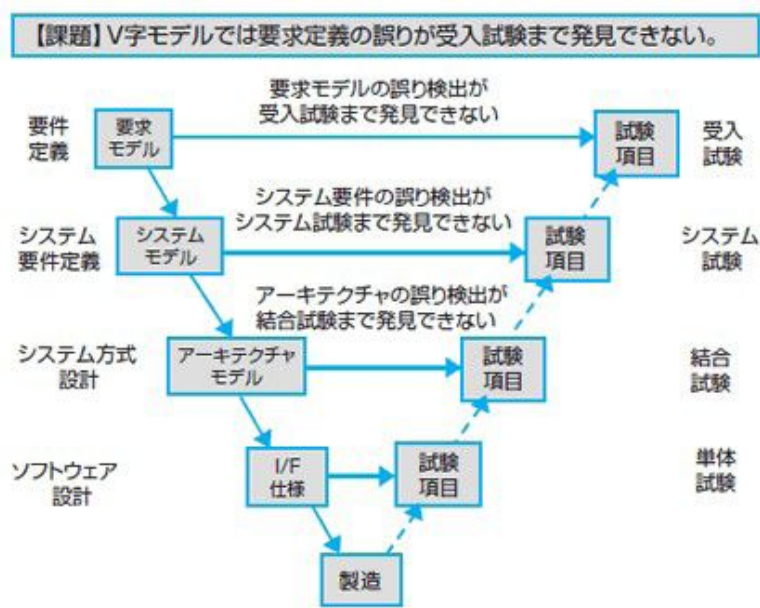 【課題】V字モデルでは要求定義の誤りが受入試験まで発見できない。
要求モデルの誤り検出が
受入試験まで発見できない
要件
定義
要求
モデル
試験
項目
受入
試験
システム要件の誤り検出が
システム試験まで発見できない
システム
要件定義
システム
モデル
試験
項目
システム
試験
アーキテクチャの誤り検出が
結合試験まで発見できない
システム方式
設計
アーキテクチャ
モデル
試験
項目
結合
試験
ソフトウェア
設計
I/F
仕様
試験
項目
単体
試験
製造